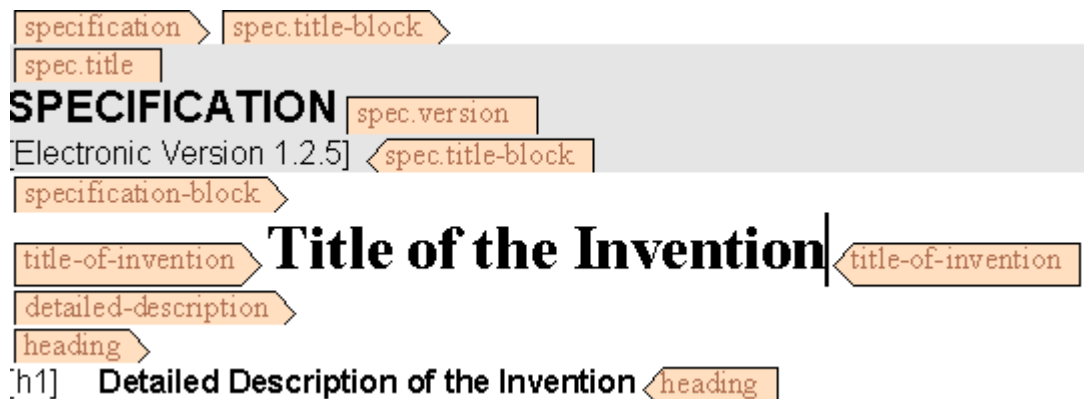 specification spec.title-block
spec.title
SPECIFICATION spec.version
[Electronic Version 1.2.5] spec.title-block
specification-block
title-of-invention Title of the Invention title-of-invention
detailed-description
heading
[h1] Detailed Description of the Invention heading